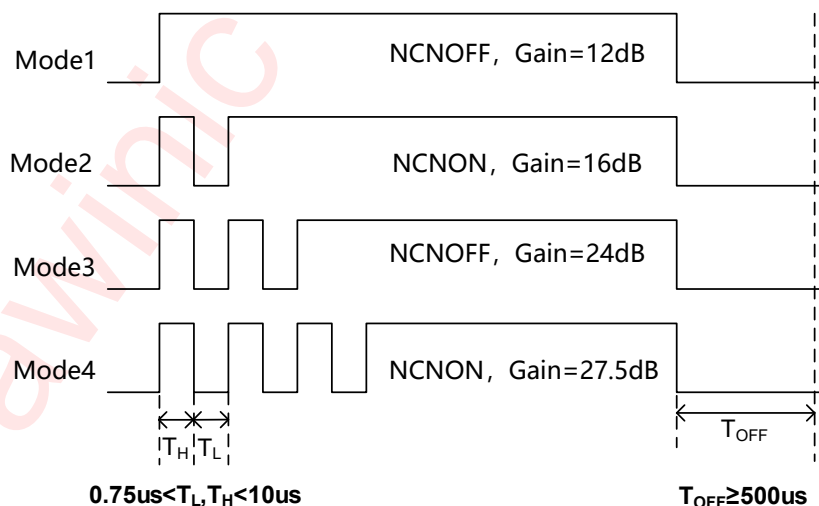 Mode1
NCNOFF, Gain=12dB
Mode2
NCNON, Gain=16dB
Mode3
NCNOFF, Gain=24dB
Mode4
NCNON, Gain=27.5dB
TH TL
TOFF
0.75us<TL,TH<10us
TOFF≥500us
awinic